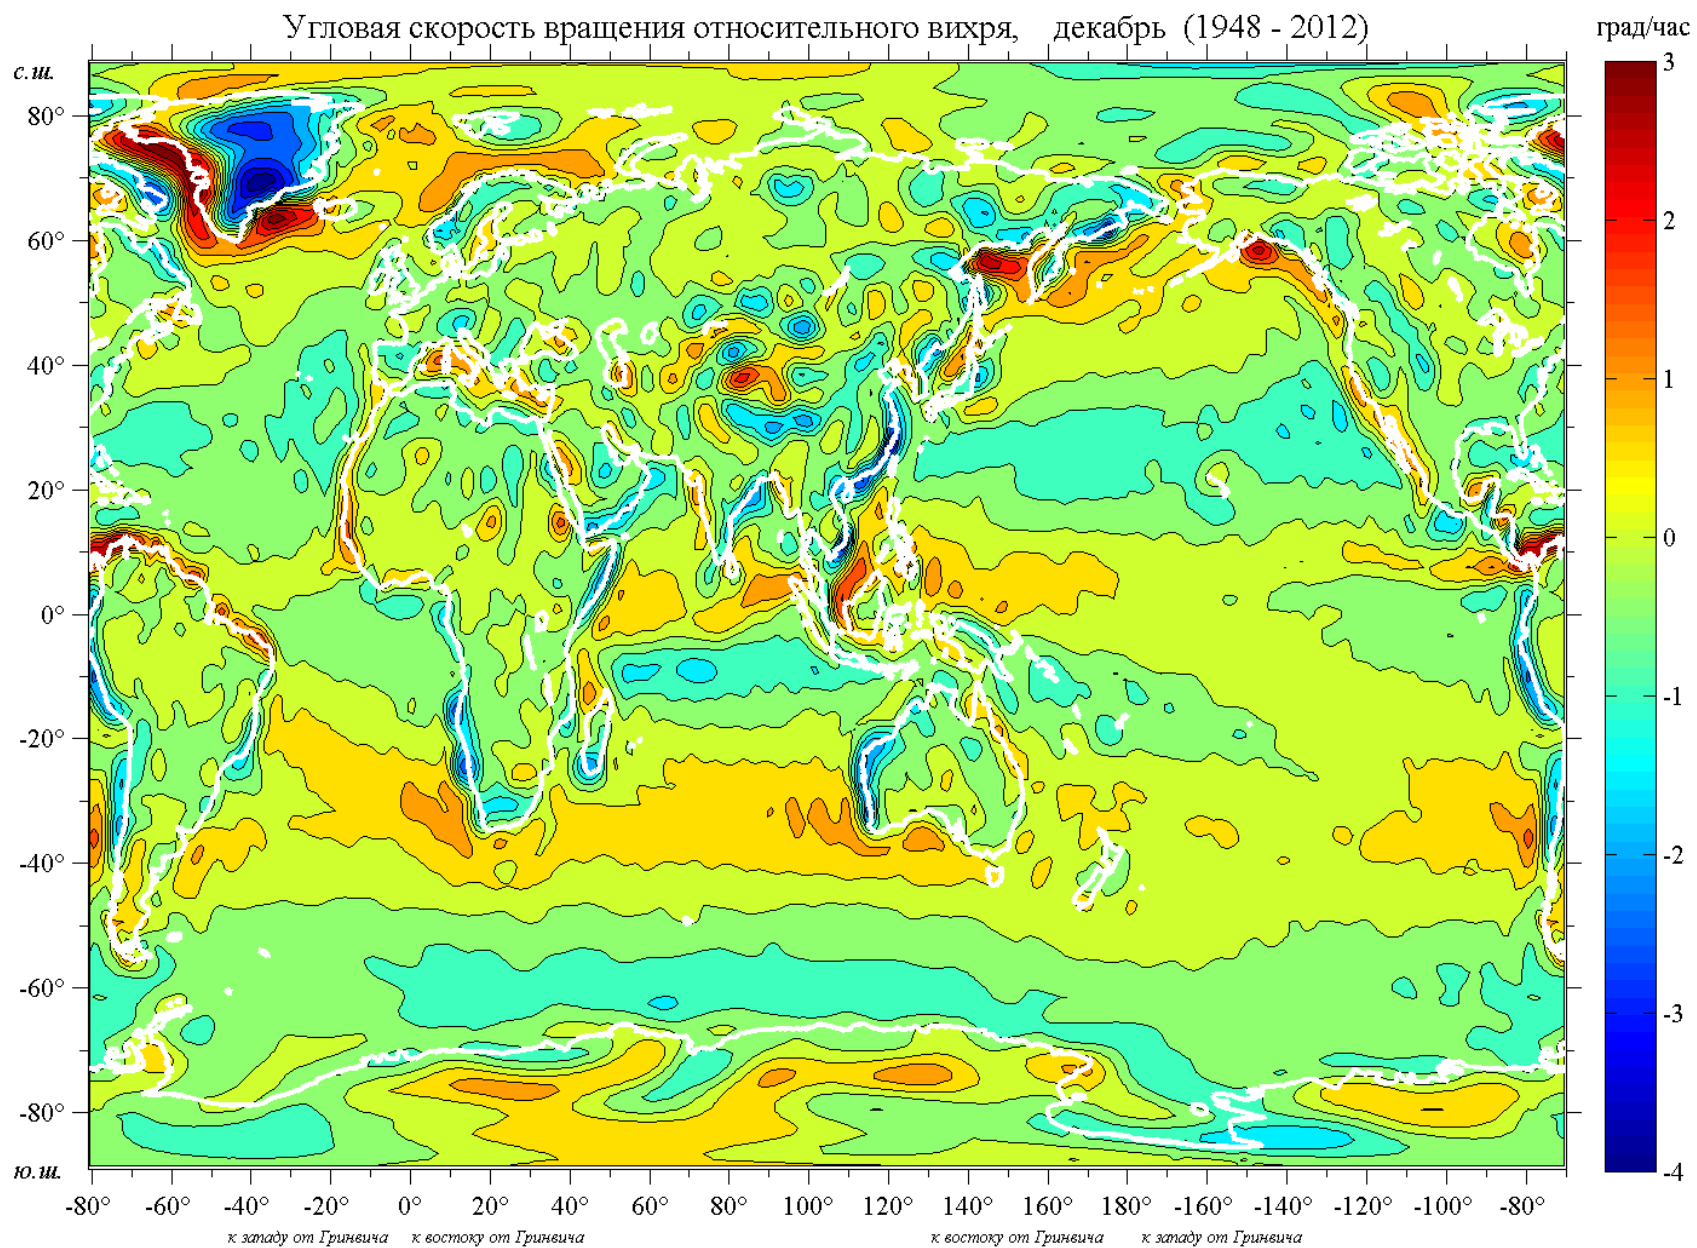 Угловая скорость вращения относительного вихря, декабрь (1948 - 2012)
град/час
с.ш.
80°
60°
40°
20°
0°
-20°
-40°
-60°
-80°
ю.ш.
3
2
1
0
-1
-2
-3
-4
-80° -60° -40° -20° 0° 20° 40° 60° 80° 100° 120° 140° 160° 180° -160° -140° -120° -100° -80°
к западу от Гринвича к востоку от Гринвича к востоку от Гринвича к западу от Гринвича